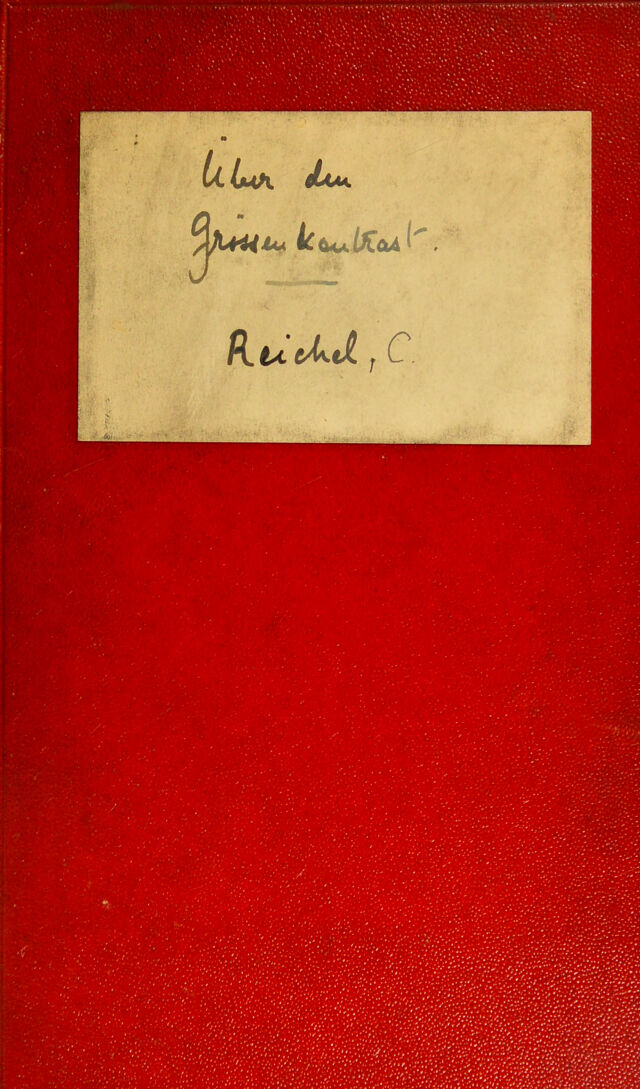 Über den
Grössenkontrast.
Reichel, C.